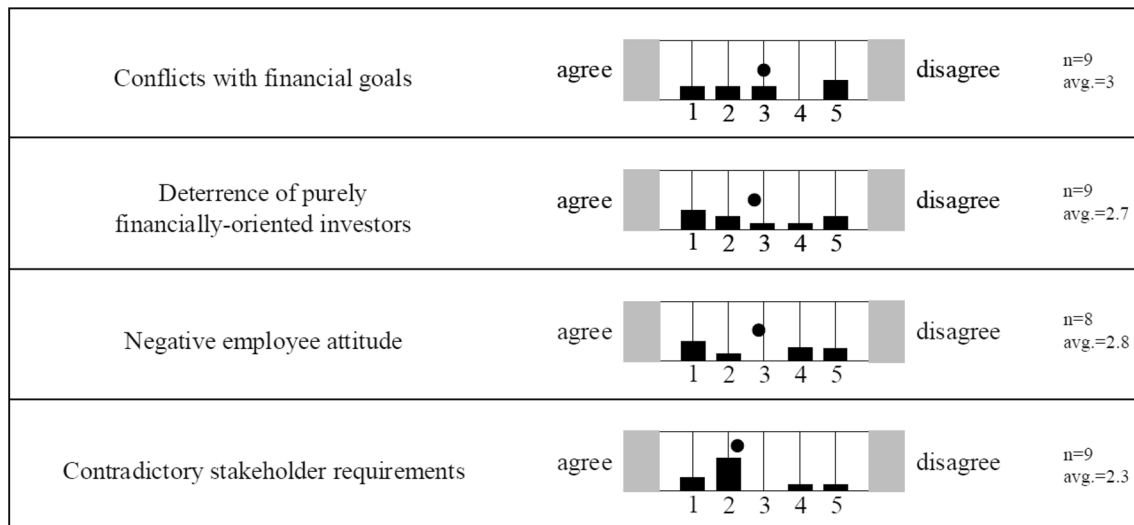 Conflicts with financial goals
agree
disagree
1 2 3 4 5
n=9
avg.=3
Deterrence of purely
financially-oriented investors
agree
disagree
1 2 3 4 5
n=9
avg.=2.7
Negative employee attitude
agree
disagree
1 2 3 4 5
n=8
avg.=2.8
Contradictory stakeholder requirements
agree
disagree
1 2 3 4 5
n=9
avg.=2.3